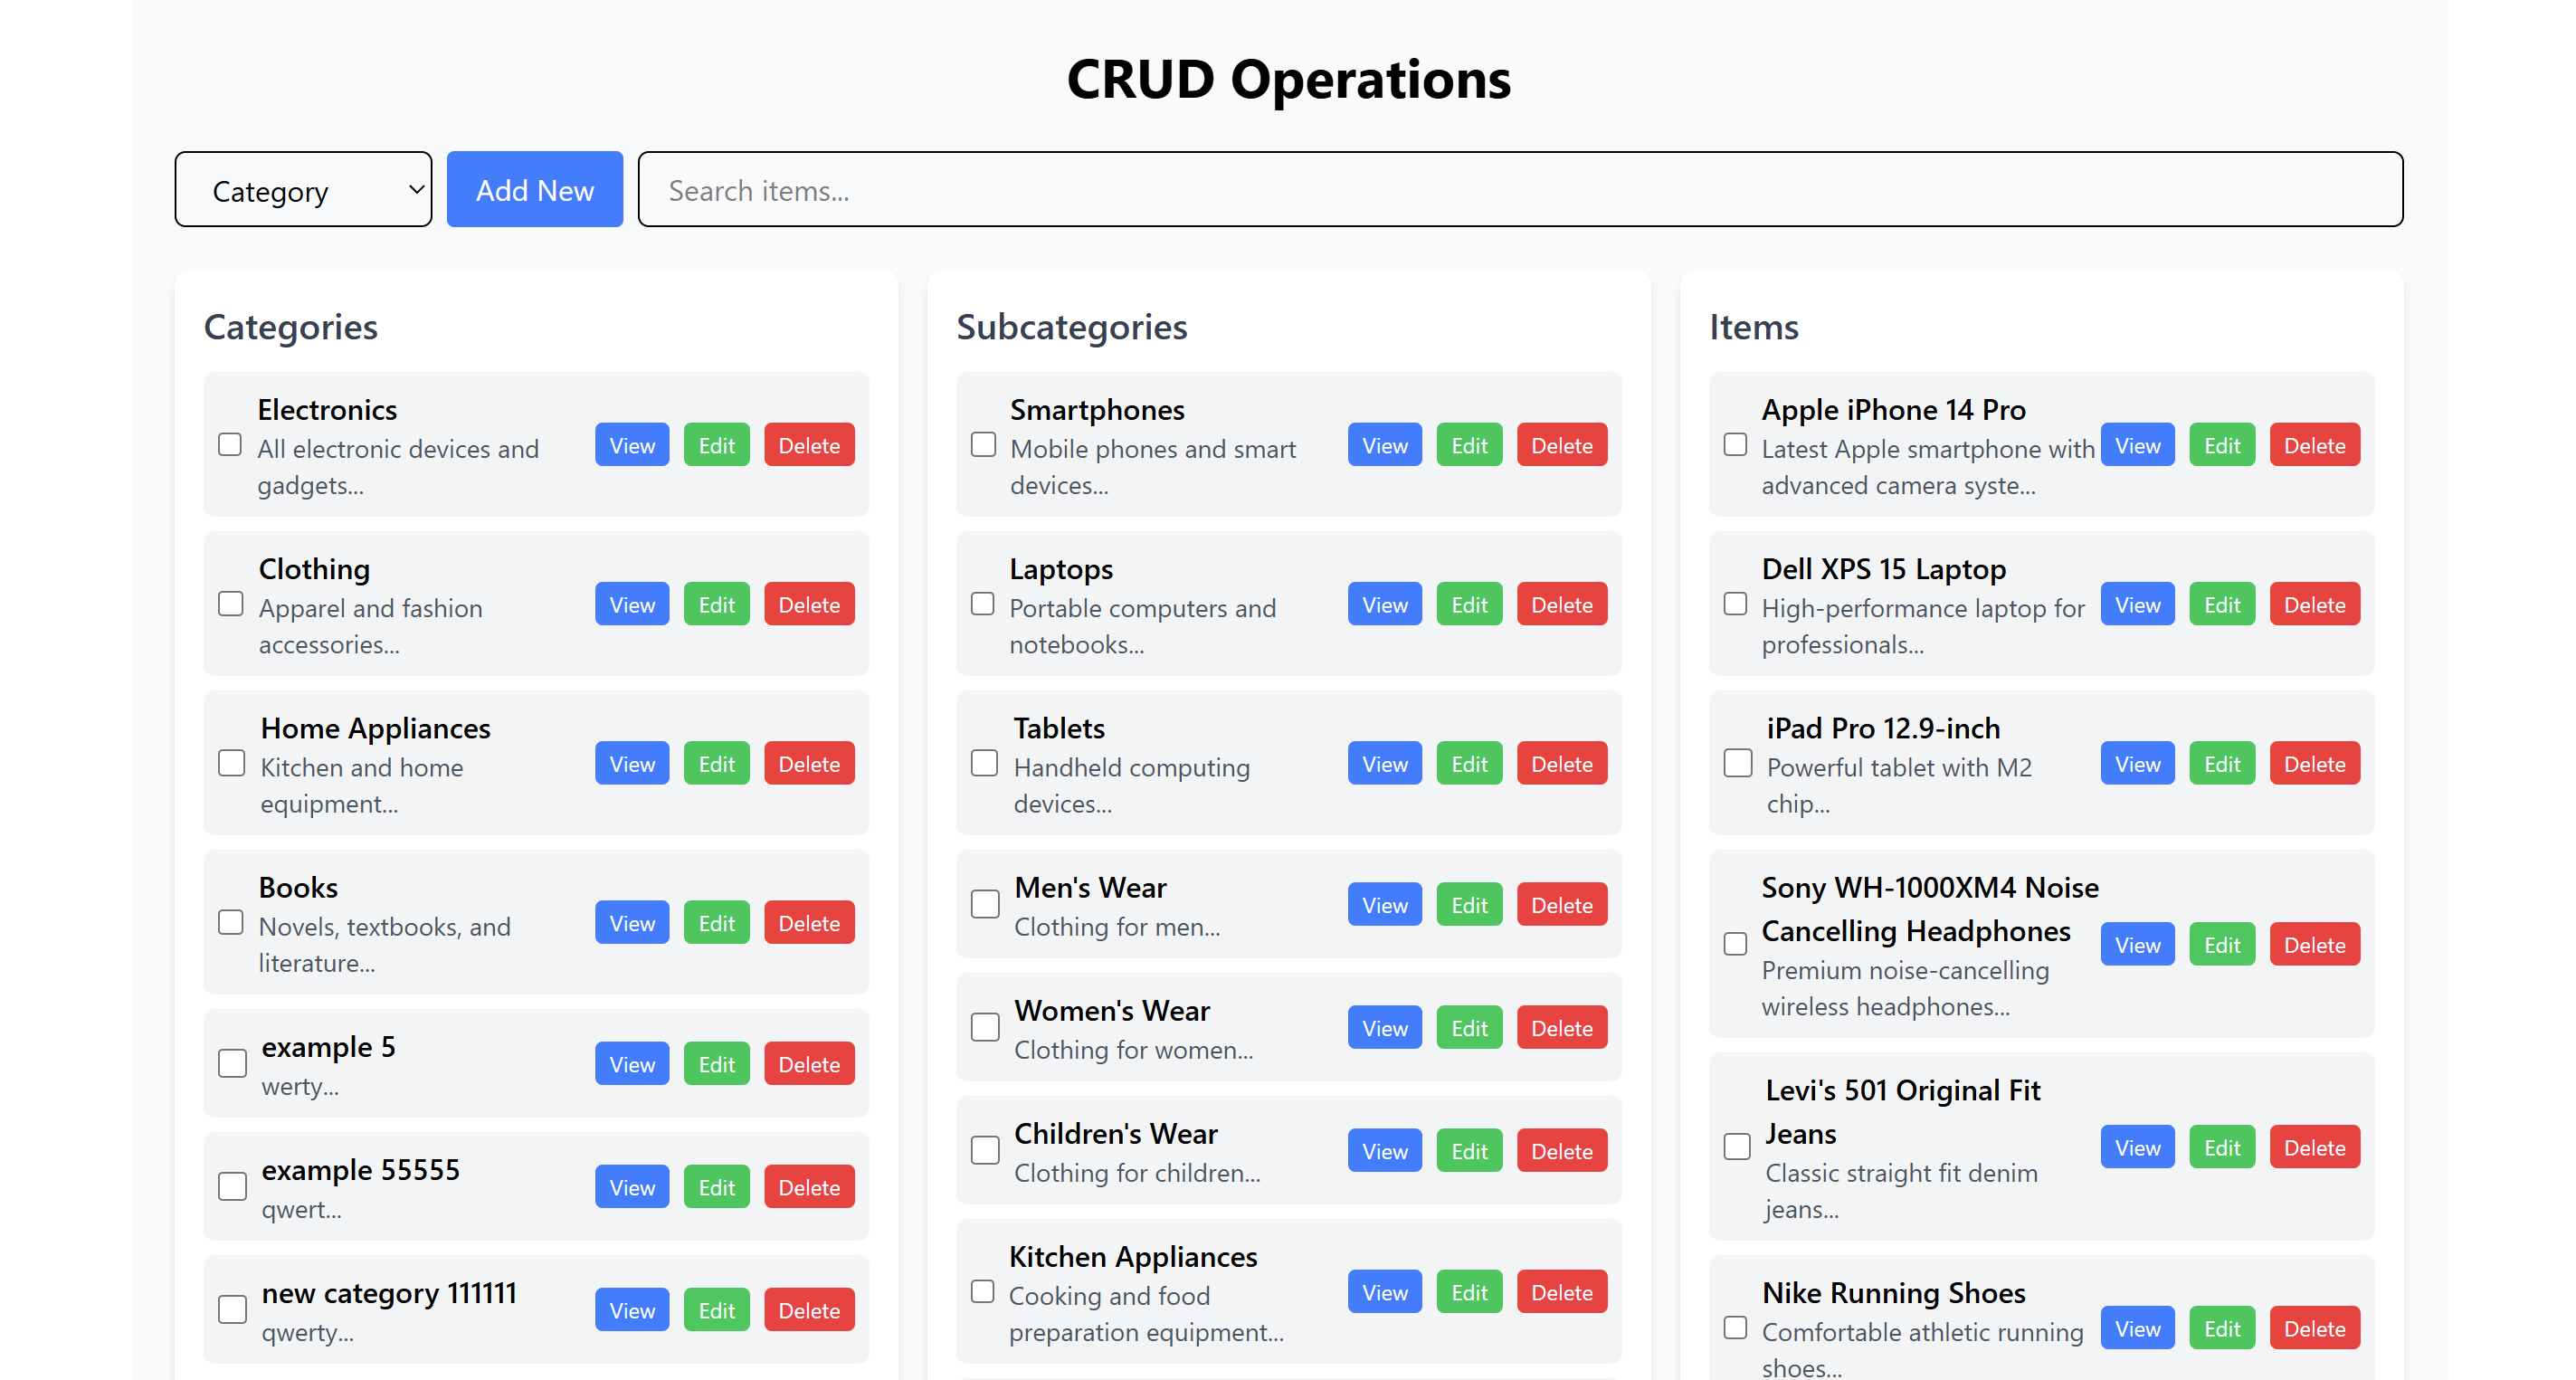 CRUD Operations
Category
Add New
Search items...
Categories
Electronics
All electronic devices and
gadgets...
View Edit Delete
Clothing
Apparel and fashion
accessories...
View Edit Delete
Home Appliances
Kitchen and home
equipment...
View Edit Delete
Books
Novels, textbooks, and
literature...
View Edit Delete
example 5
werty...
View Edit Delete
example 55555
qwert...
View Edit Delete
new category 111111
qwerty...
View Edit Delete
Subcategories
Smartphones
Mobile phones and smart
devices...
View Edit Delete
Laptops
Portable computers and
notebooks...
View Edit Delete
Tablets
Handheld computing
devices...
View Edit Delete
Men's Wear
Clothing for men...
View Edit Delete
Women's Wear
Clothing for women...
View Edit Delete
Children's Wear
Clothing for children...
View Edit Delete
Kitchen Appliances
Cooking and food
preparation equipment...
View Edit Delete
Items
Apple iPhone 14 Pro
Latest Apple smartphone with
advanced camera syste...
View Edit Delete
Dell XPS 15 Laptop
High-performance laptop for
professionals...
View Edit Delete
iPad Pro 12.9-inch
Powerful tablet with M2
chip...
View Edit Delete
Sony WH-1000XM4 Noise
Cancelling Headphones
Premium noise-cancelling
wireless headphones...
View Edit Delete
Levi's 501 Original Fit
Jeans
Classic straight fit denim
jeans...
View Edit Delete
Nike Running Shoes
Comfortable athletic running
shoes...
View Edit Delete